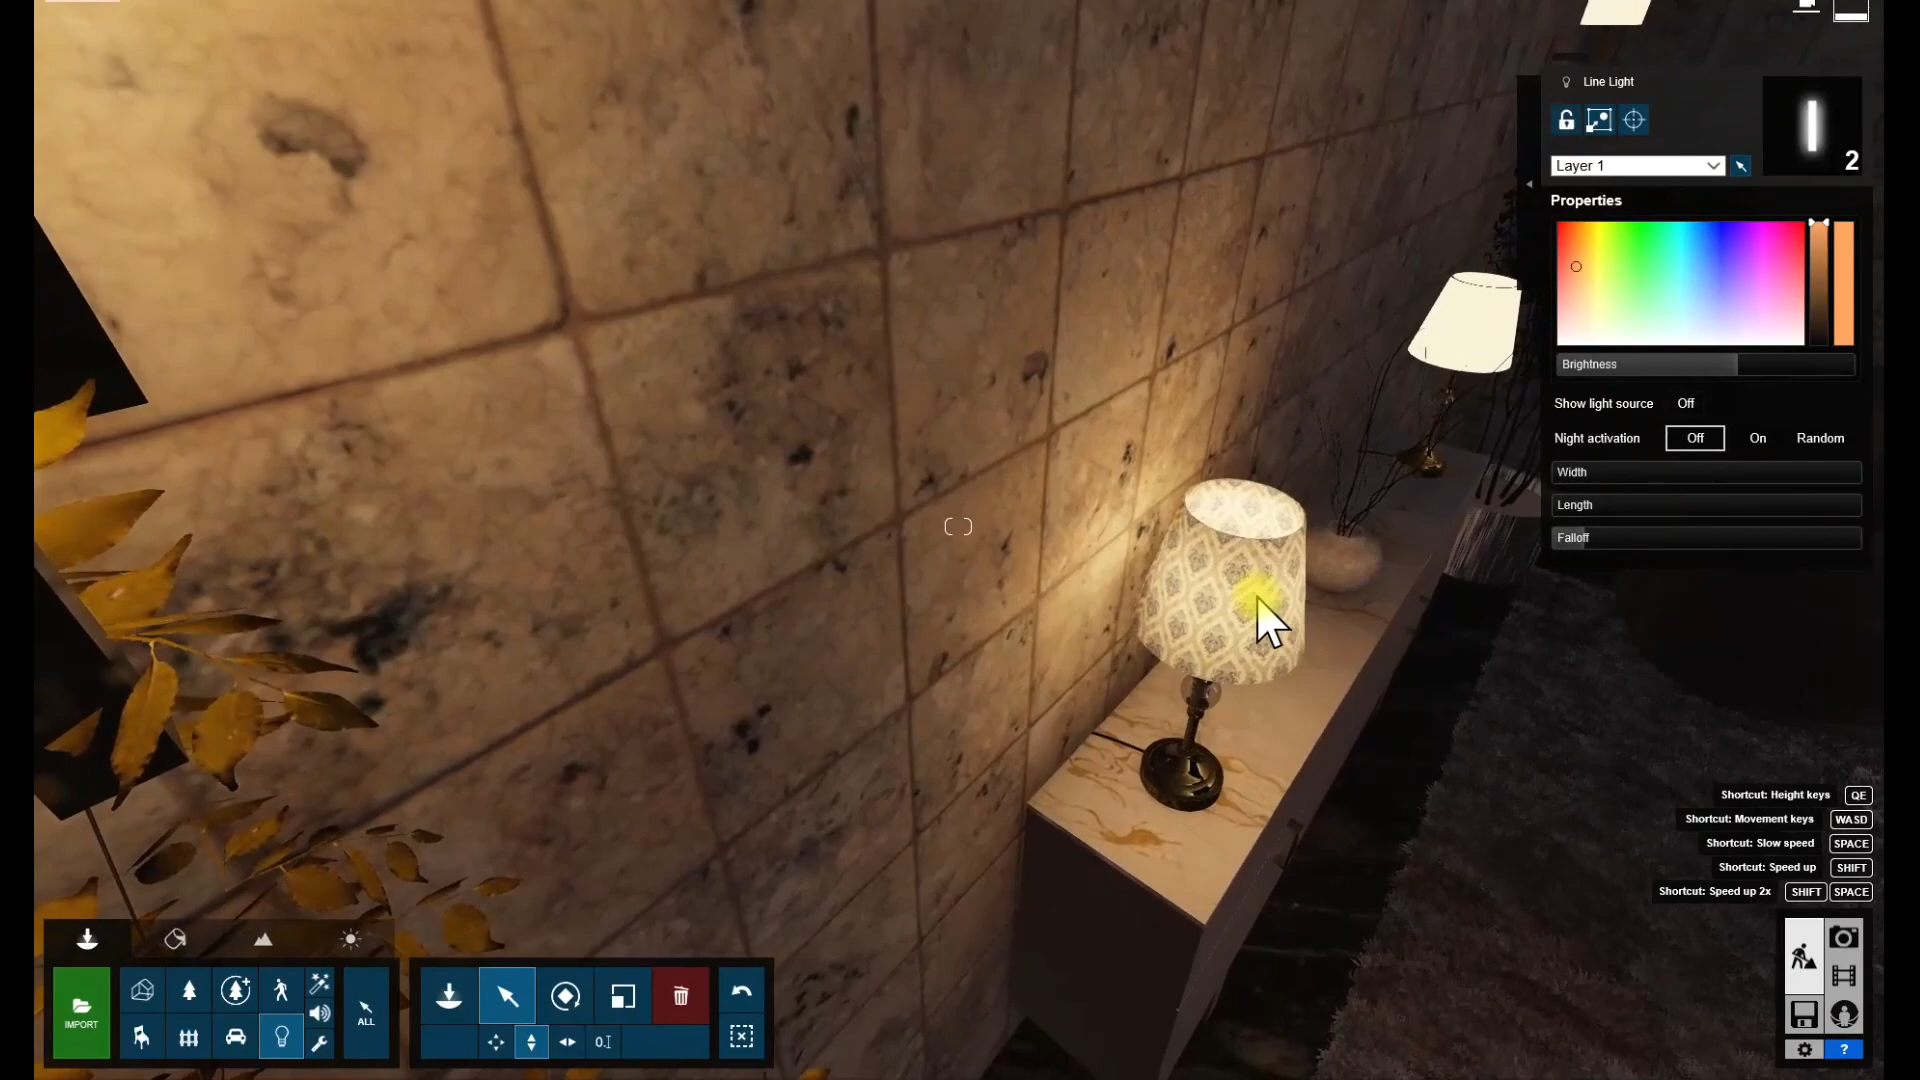 Line Light
2
Layer 1
Properties
Brightness
Show light source Off
Night activation Off On Random
Width
Length
Falloff
Shortcut: Height keys QE
Shortcut: Movement keys WASD
Shortcut: Slow speed SPACE
Shortcut: Speed up SHIFT
Shortcut: Speed up 2x SHIFT SPACE
IMPORT
ALL
?